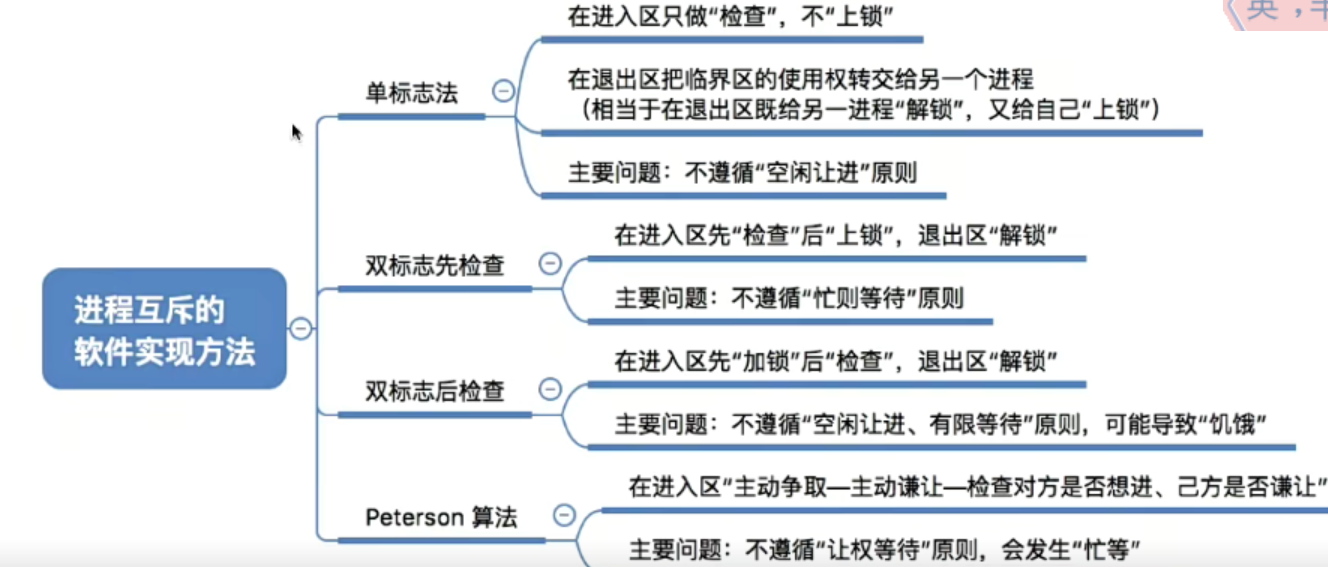 英，半
在进入区只做“检查”，不“上锁”
单标志法
在退出区把临界区的使用权转交给另一个进程
（相当于在退出区既给另一进程“解锁”，又给自己“上锁”）
主要问题：不遵循“空闲让进”原则
进程互斥的
软件实现方法
双标志先检查
在进入区先“检查”后“上锁”，退出区“解锁”
主要问题：不遵循“忙则等待”原则
双标志后检查
在进入区先“加锁”后“检查”，退出区“解锁”
主要问题：不遵循“空闲让进、有限等待”原则，可能导致“饥饿”
Peterson 算法
在进入区“主动争取—主动谦让—检查对方是否想进、己方是否谦让”
主要问题：不遵循“让权等待”原则，会发生“忙等”